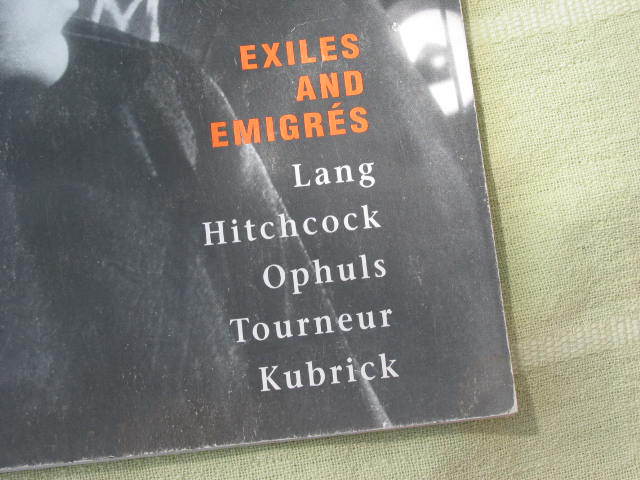 M
EXILES
AND
EMIGRÉS
Lang
Hitchcock
Ophuls
Tourneur
Kubrick